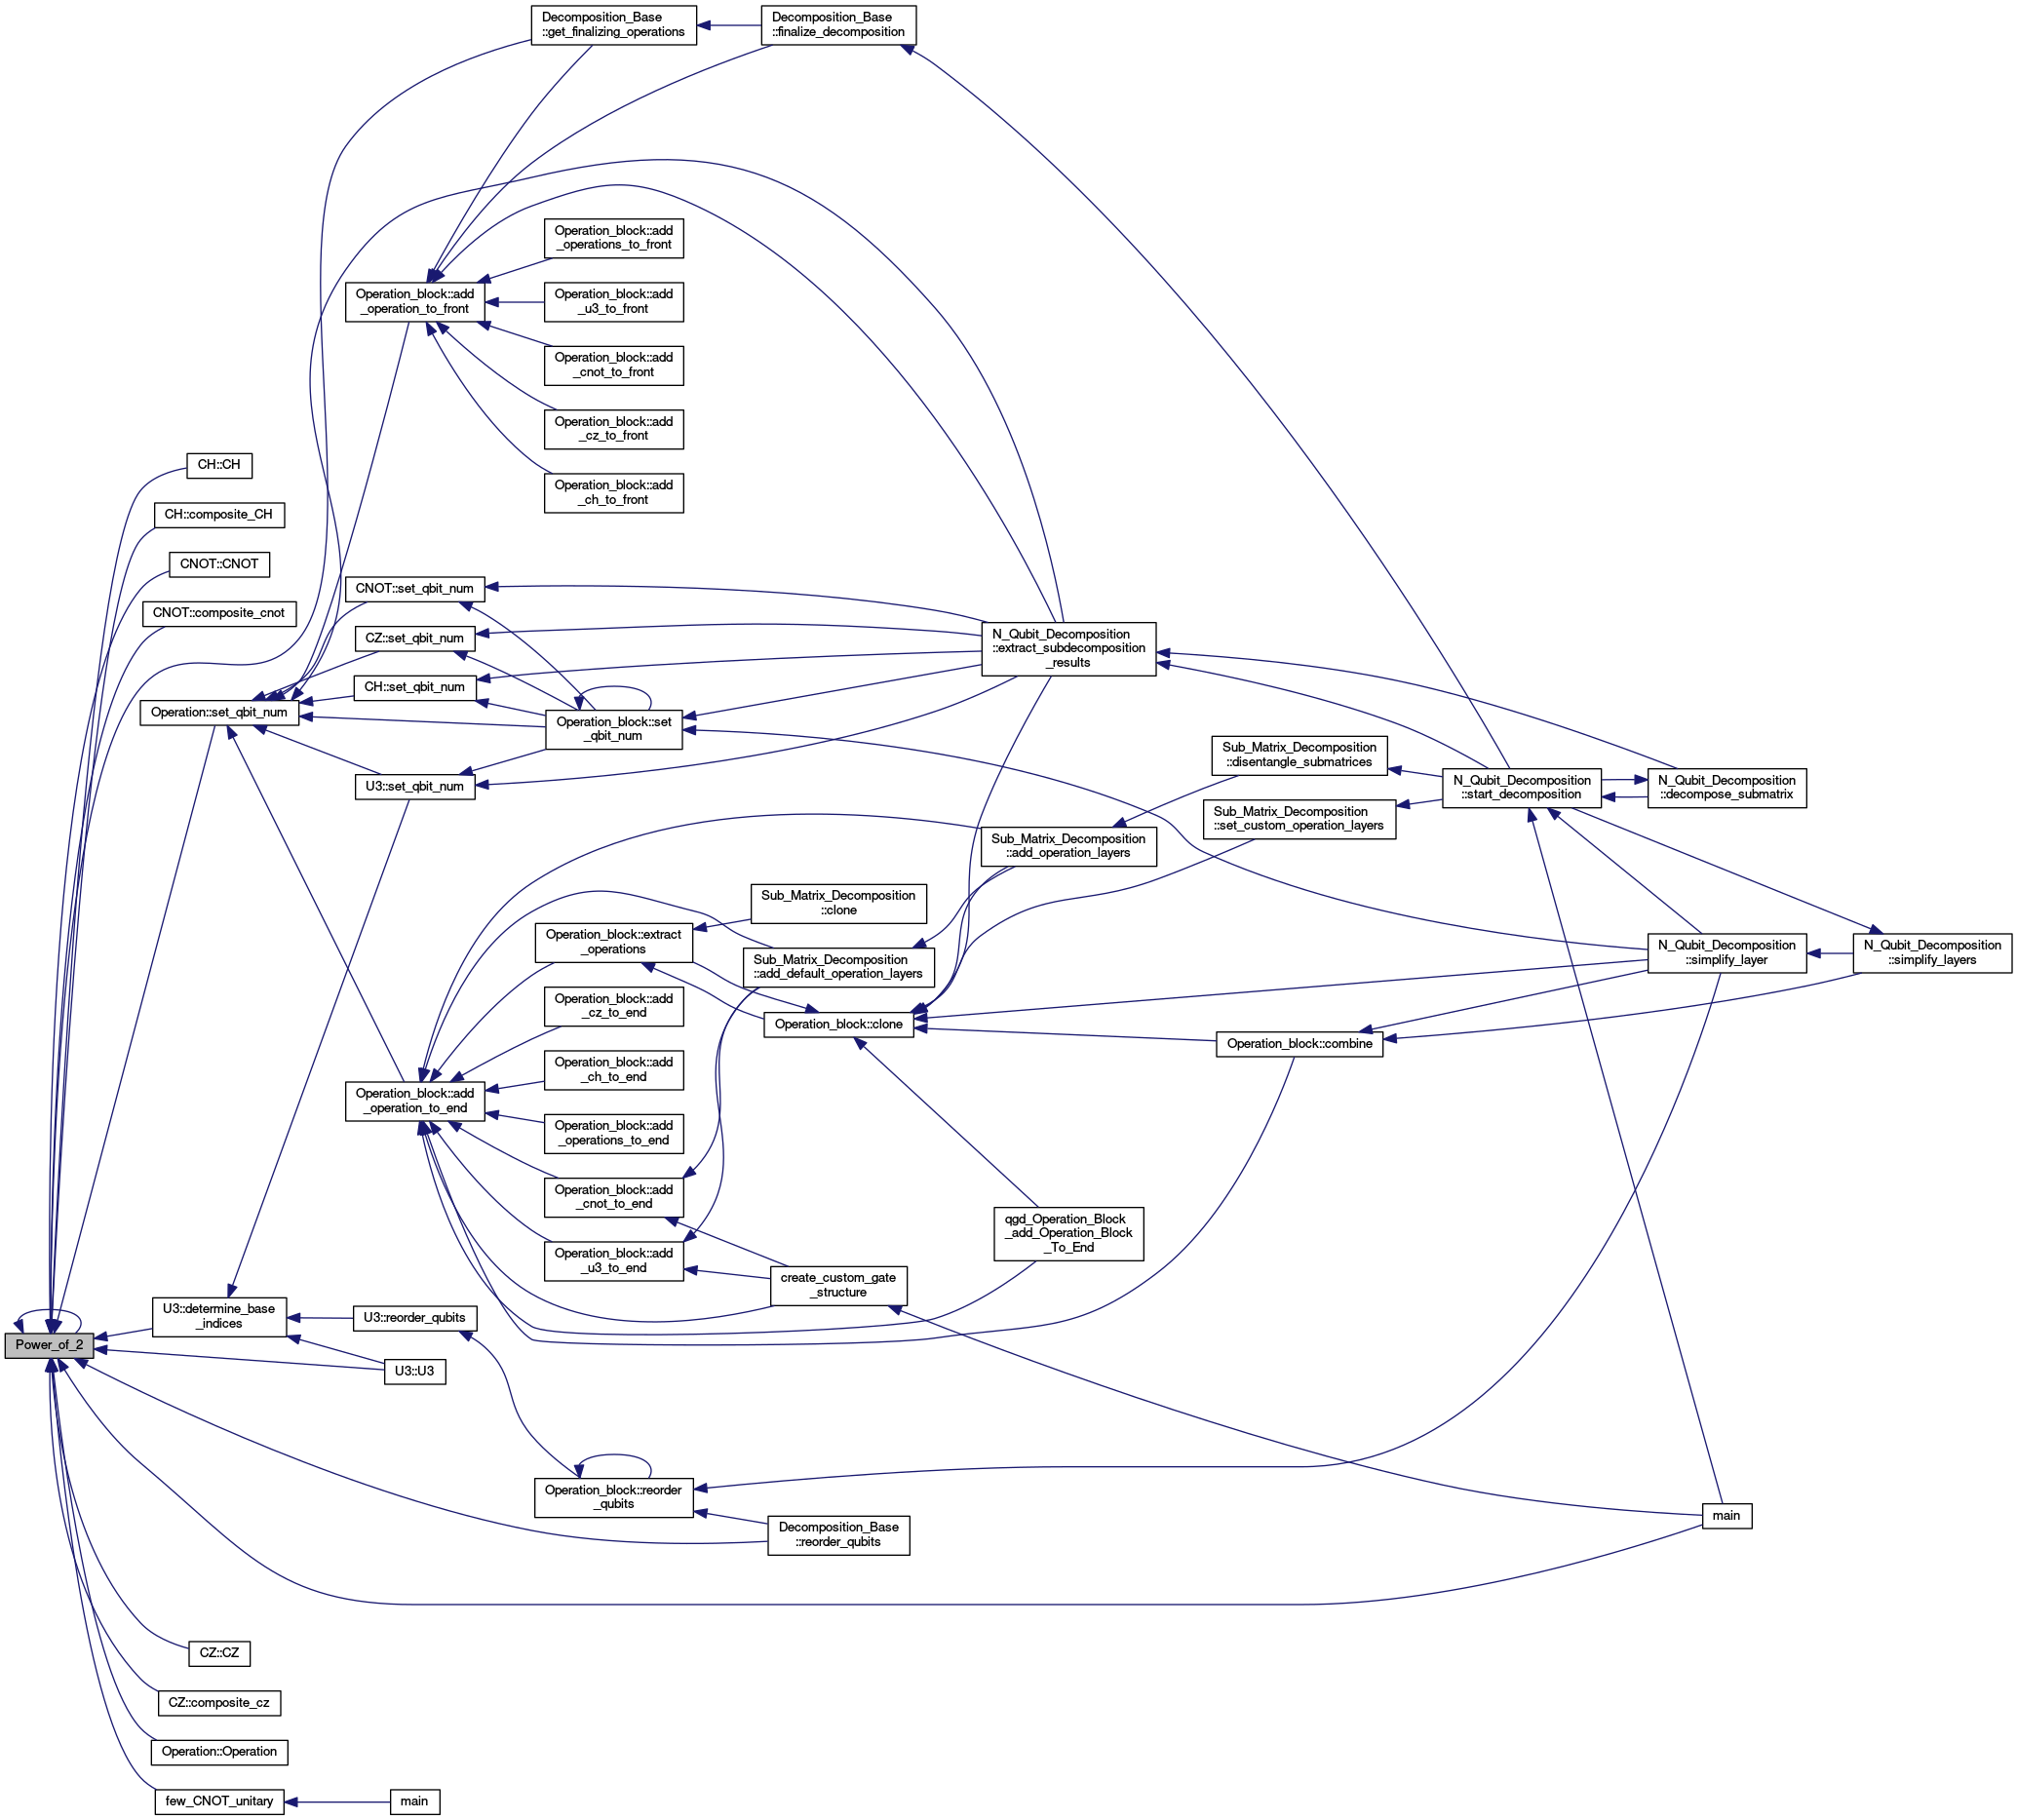 Decomposition_Base
::get_finalizing_operations
Decomposition_Base
::finalize_decomposition
Operation_block::add
_operations_to_front
Operation_block::add
_operation_to_front
Operation_block::add
_u3_to_front
Operation_block::add
_cnot_to_front
Operation_block::add
_cz_to_front
Operation_block::add
_ch_to_front
CH::CH
CH::composite_CH
CNOT::CNOT
CNOT::composite_cnot
CNOT::set_qbit_num
CZ::set_qbit_num
CH::set_qbit_num
Operation::set_qbit_num
Operation_block::set
_qbit_num
U3::set_qbit_num
N_Qubit_Decomposition
::extract_subdecomposition
_results
Sub_Matrix_Decomposition
::disentangle_submatrices
N_Qubit_Decomposition
::start_decomposition
N_Qubit_Decomposition
::decompose_submatrix
Sub_Matrix_Decomposition
::set_custom_operation_layers
Sub_Matrix_Decomposition
::add_operation_layers
Sub_Matrix_Decomposition
::clone
Operation_block::extract
_operations
Sub_Matrix_Decomposition
::add_default_operation_layers
N_Qubit_Decomposition
::simplify_layer
N_Qubit_Decomposition
::simplify_layers
Operation_block::add
_cz_to_end
Operation_block::clone
Operation_block::combine
Operation_block::add
_ch_to_end
Operation_block::add
_operation_to_end
Operation_block::add
_operations_to_end
Operation_block::add
_cnot_to_end
qgd_Operation_Block
_add_Operation_Block
_To_End
Operation_block::add
_u3_to_end
create_custom_gate
_structure
U3::determine_base
_indices
U3::reorder_qubits
Power_of_2
U3::U3
Operation_block::reorder
_qubits
Decomposition_Base
::reorder_qubits
main
CZ::CZ
CZ::composite_cz
Operation::Operation
few_CNOT_unitary
main